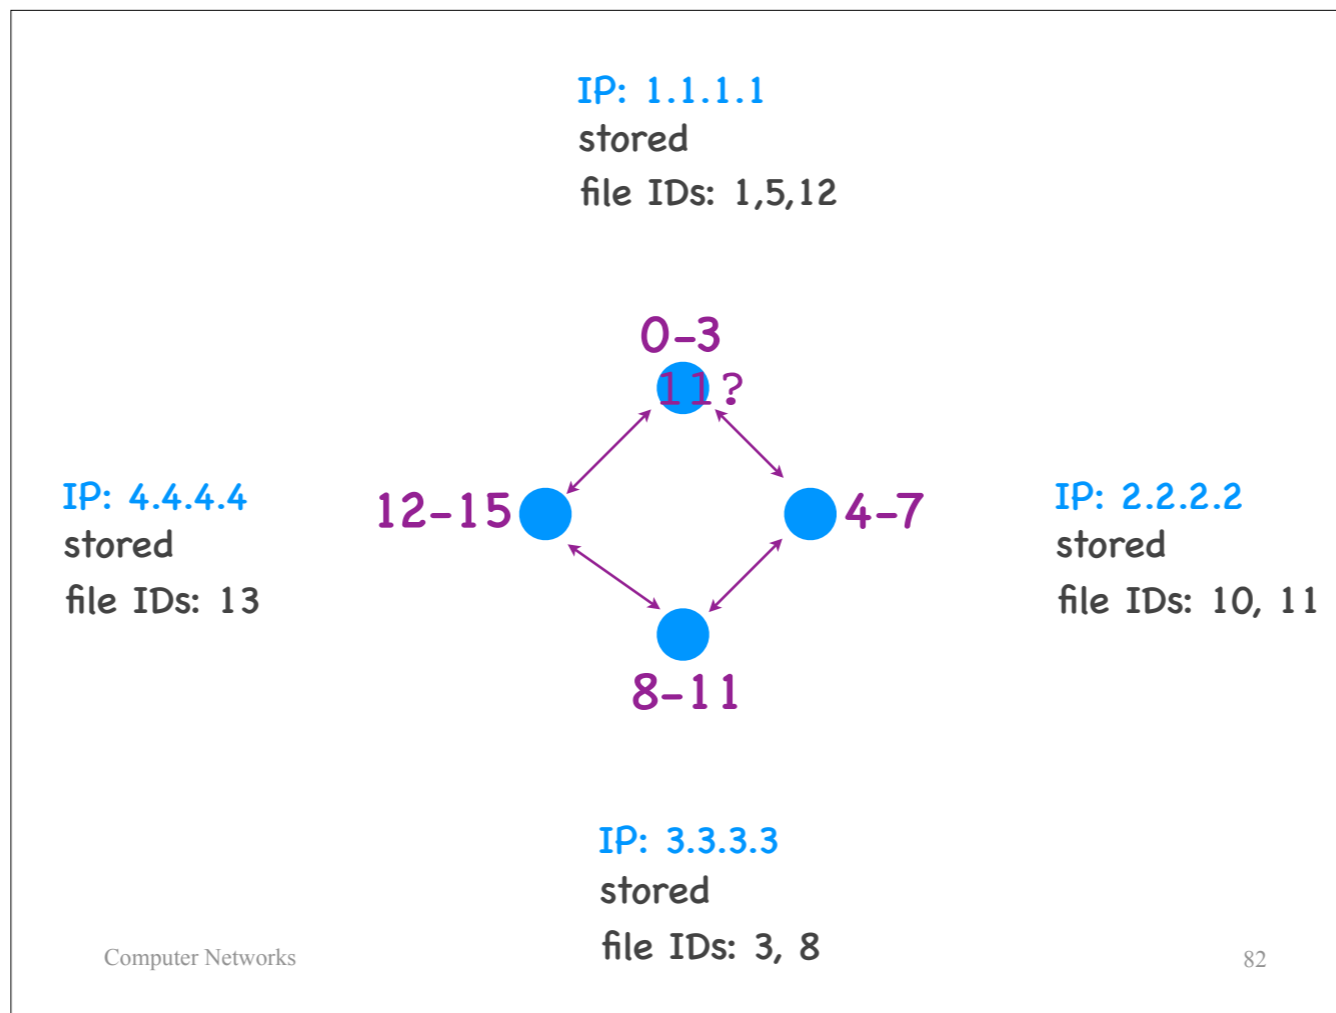 IP: 1.1.1.1
stored
file IDs: 1,5,12
0-3
11?
IP: 4.4.4.4
stored
file IDs: 13
12-15
4-7
IP: 2.2.2.2
stored
file IDs: 10, 11
8-11
IP: 3.3.3.3
stored
file IDs: 3, 8
Computer Networks
82